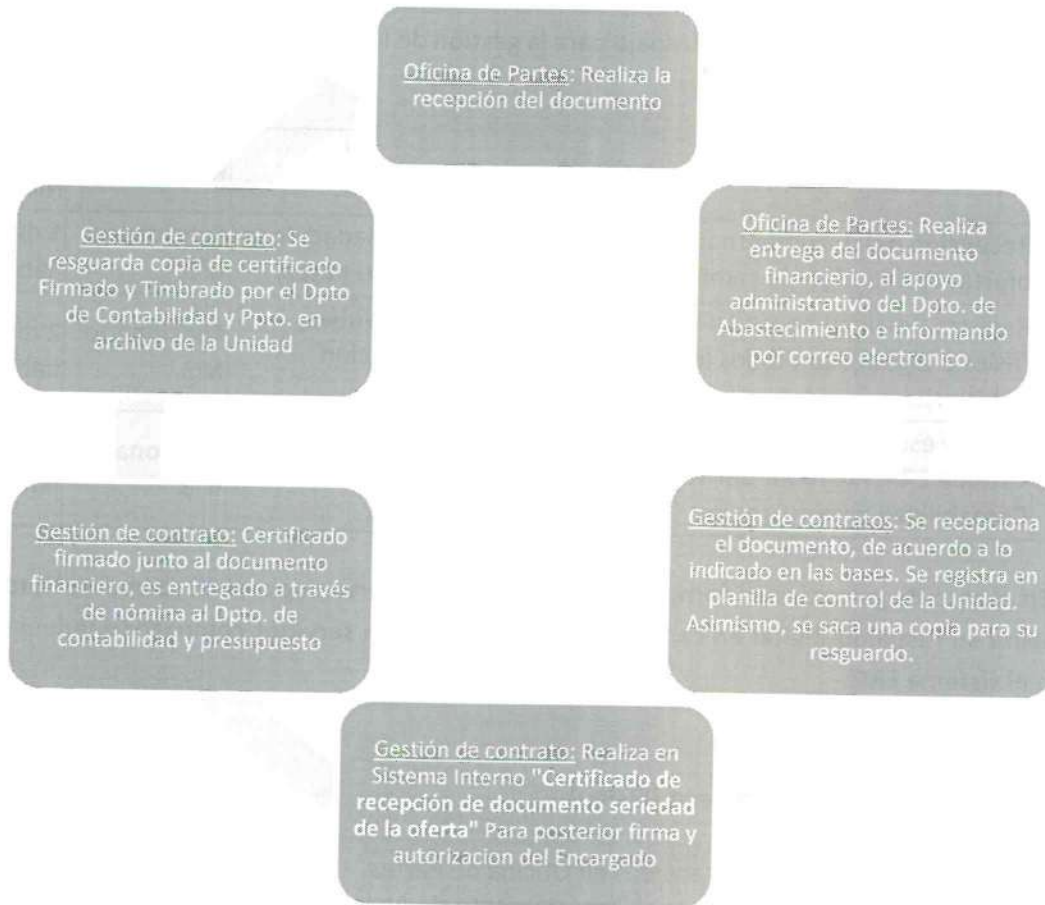 Oficina de Partes: Realiza la
recepción del documento
Oficina de Partes: Realiza
entrega del documento
financierio, al apoyo
administrativo del Dpto. de
Abastecimiento e informando
por correo electronico.
Gestión de contratos: Se recepciona
el documento, de acuerdo a lo
indicado en las bases. Se registra en
planilla de control de la Unidad.
Asimismo, se saca una copia para su
resguardo.
Gestión de contrato: Realiza en
Sistema Interno "Certificado de
recepción de documento seriedad
de la oferta" Para posterior firma y
autorizacion del Encargado
Gestión de contrato: Certificado
firmado junto al documento
financiero, es entregado a través
de nómina al Dpto. de
contabilidad y presupuesto
Gestión de contrato: Se
resguarda copia de certificado
Firmado y Timbrado por el Dpto
de Contabilidad y Ppto. en
archivo de la Unidad